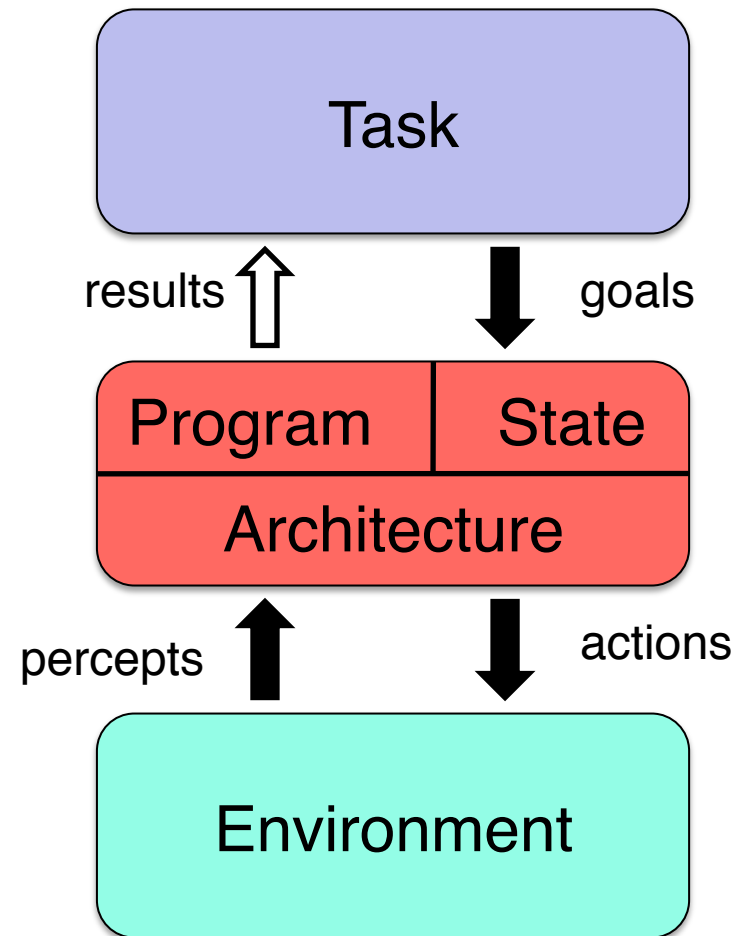 Task
results
goals
Program
State
Architecture
percepts
actions
Environment